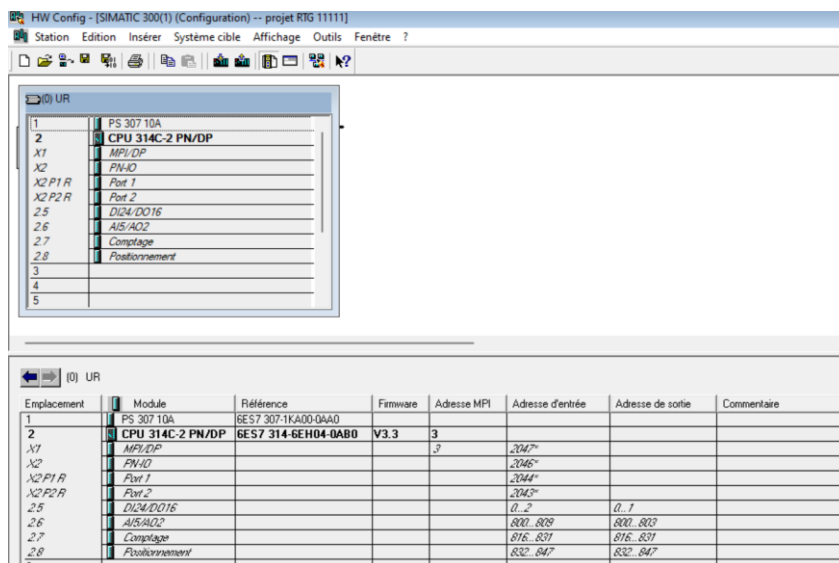 HW Config - [SIMATIC 300(1) (Configuration) -- projet RTG 11111]
Station Edition Insérer Système cible Affichage Outils Fenêtre ?
(0) UR
1 PS 307 10A
2 CPU 314C-2 PN/DP
X1 MPI/DP
X2 PN-IO
X2 P1 R Port 1
X2 P2 R Port 2
2.5 DI24/DO16
2.6 AI5/AO2
2.7 Comptage
2.8 Positionnement
3
4
5
(0) UR
Emplacement Module Référence Firmware Adresse MPI Adresse d'entrée Adresse de sortie Commentaire
1 PS 307 10A 6ES7 307-1KA00-0AA0
2 CPU 314C-2 PN/DP 6ES7 314-6EH04-0AB0 V3.3 3
X1 MPI/DP 3 2047*
X2 PN-IO 2046*
X2 P1 R Port 1 2044*
X2 P2 R Port 2 2043*
2.5 DI24/DO16 0...2 0...1
2.6 AI5/AO2 800...809 800...803
2.7 Comptage 816...831 816...831
2.8 Positionnement 832...847 832...847